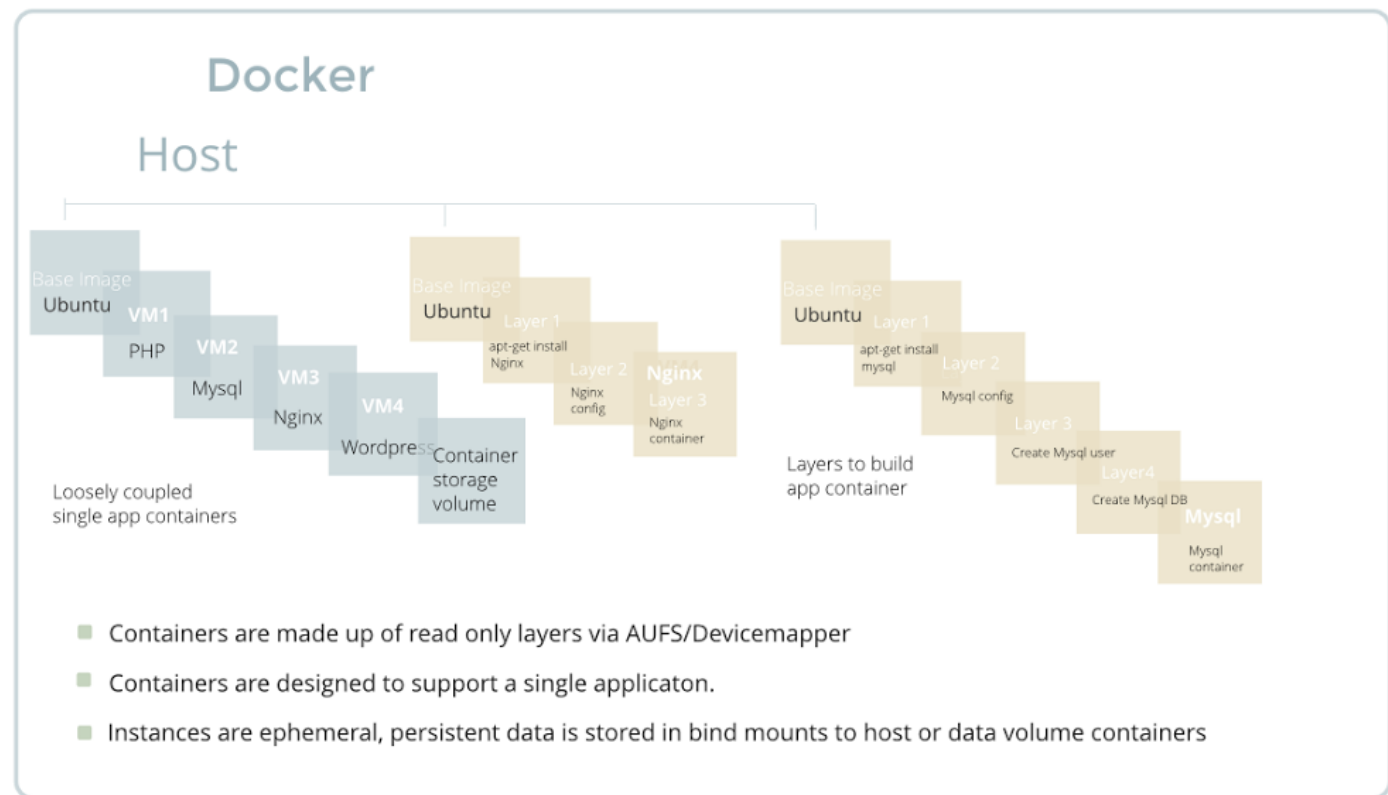 Docker
Host
Base Image
Ubuntu
VM1
PHP
VM2
Mysql
VM3
Nginx
VM4
Wordpress
Container
storage
volume
Loosely coupled
single app containers
Base Image
Ubuntu
Layer 1
apt-get install
Nginx
Layer 2
Nginx
config
Nginx
Layer 3
Nginx
container
Base Image
Ubuntu
Layer 1
apt-get install
mysql
Layer 2
Mysql config
Layer 3
Create Mysql user
Layer4
Create Mysql DB
Mysql
Mysql
container
Layers to build
app container
Containers are made up of read only layers via AUFS/Devicemapper
Containers are designed to support a single applicaton.
Instances are ephemeral, persistent data is stored in bind mounts to host or data volume containers